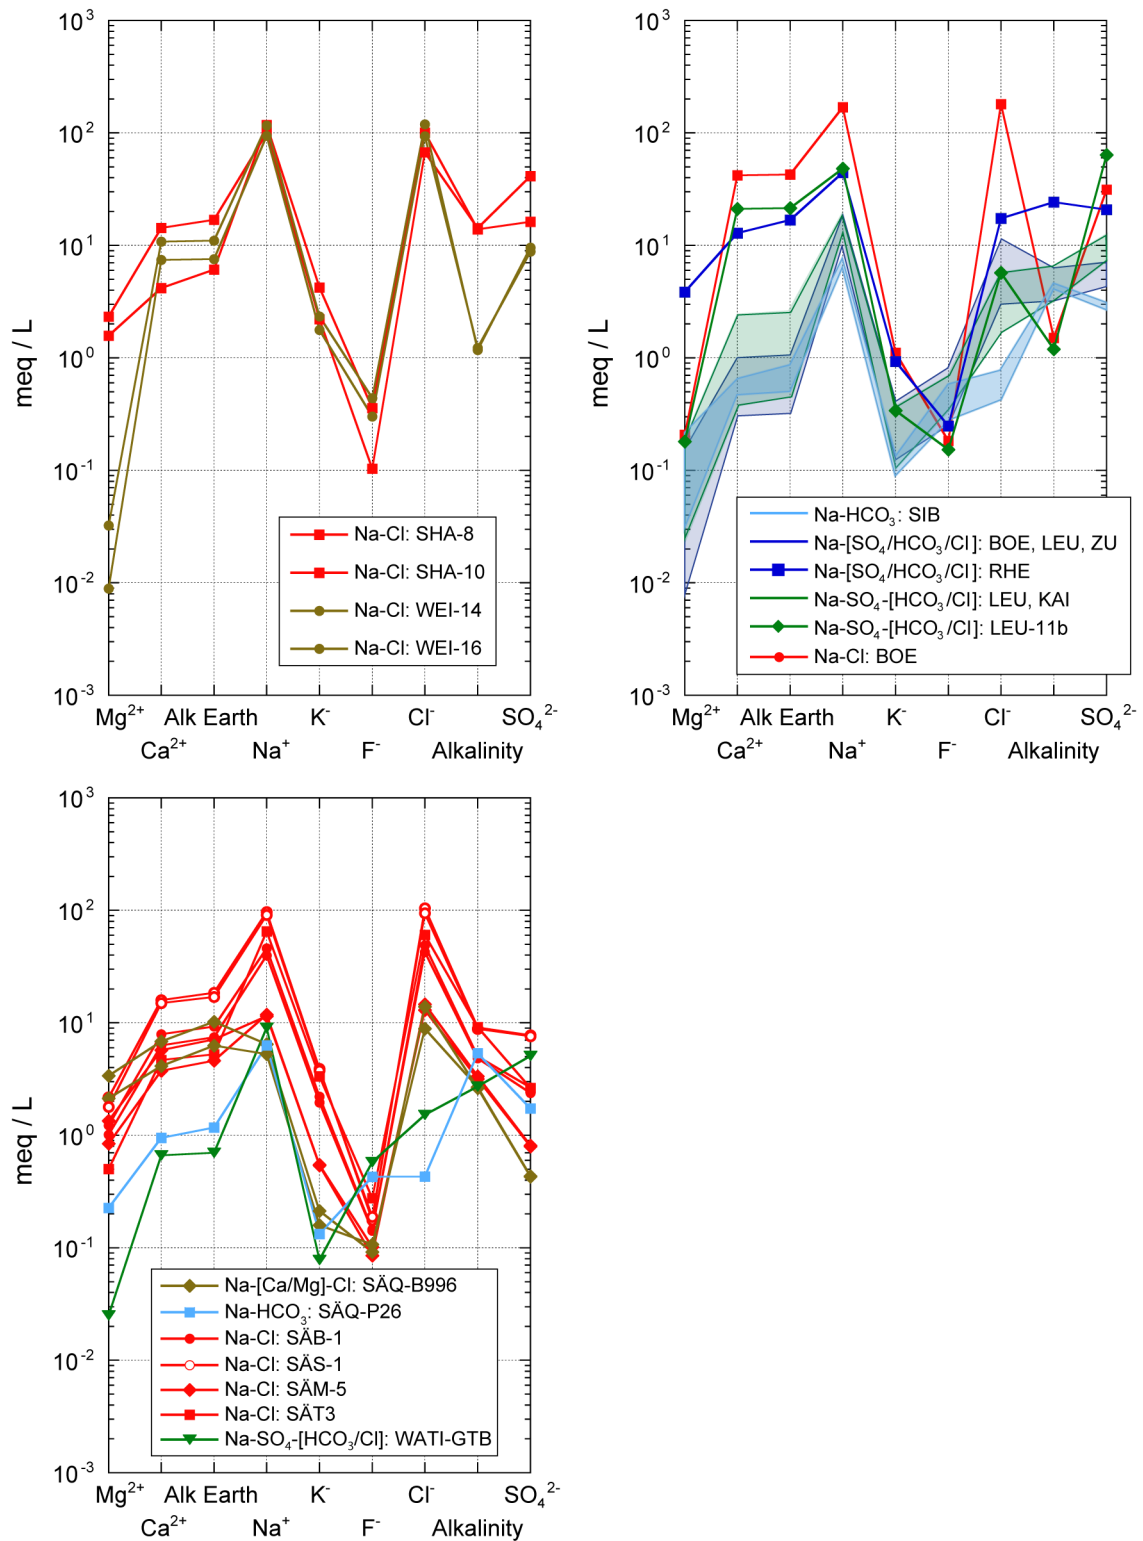 10³
10²
10¹
10⁰
10⁻¹
10⁻²
10⁻³
meq / L
Na-Cl: SHA-8
Na-Cl: SHA-10
Na-Cl: WEI-14
Na-Cl: WEI-16
Mg²⁺ Alk Earth K⁻ Cl⁻ SO₄²⁻
Ca²⁺ Na⁺ F⁻ Alkalinity
10³
10²
10¹
10⁰
10⁻¹
10⁻²
10⁻³
meq / L
Na-HCO₃: SIB
Na-[SO₄/HCO₃/Cl]: BOE, LEU, ZU
Na-[SO₄/HCO₃/Cl]: RHE
Na-SO₄-[HCO₃/Cl]: LEU, KAI
Na-SO₄-[HCO₃/Cl]: LEU-11b
Na-Cl: BOE
Mg²⁺ Alk Earth K⁻ Cl⁻ SO₄²⁻
Ca²⁺ Na⁺ F⁻ Alkalinity
10³
10²
10¹
10⁰
10⁻¹
10⁻²
10⁻³
meq / L
Na-[Ca/Mg]-Cl: SÄQ-B996
Na-HCO₃: SÄQ-P26
Na-Cl: SÄB-1
Na-Cl: SÄS-1
Na-Cl: SÄM-5
Na-Cl: SÄT3
Na-SO₄-[HCO₃/Cl]: WATI-GTB
Mg²⁺ Alk Earth K⁻ Cl⁻ SO₄²⁻
Ca²⁺ Na⁺ F⁻ Alkalinity